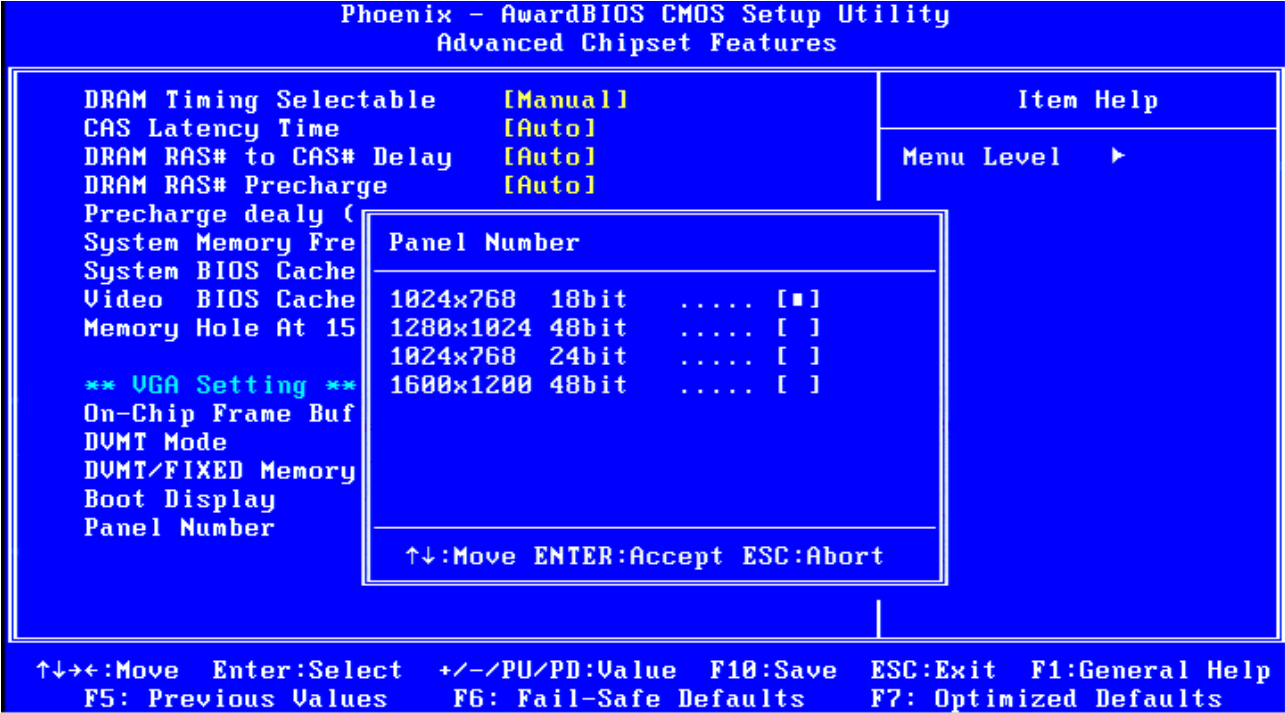 Phoenix - AwardBIOS CMOS Setup Utility
Advanced Chipset Features
DRAM Timing Selectable [Manual]
CAS Latency Time [Auto]
DRAM RAS# to CAS# Delay [Auto]
DRAM RAS# Precharge [Auto]
Precharge dealy (
System Memory Fre
System BIOS Cache
Video BIOS Cache
Memory Hole At 15
** VGA Setting **
On-Chip Frame Buf
DVMT Mode
DVMT/FIXED Memory
Boot Display
Panel Number
Panel Number
1024x768 18bit ..... [■]
1280x1024 48bit ..... [ ]
1024x768 24bit ..... [ ]
1600x1200 48bit ..... [ ]
↑↓:Move ENTER:Accept ESC:Abort
Item Help
Menu Level ►
↑↓→←:Move Enter:Select +/-/PU/PD:Value F10:Save ESC:Exit F1:General Help
F5: Previous Values F6: Fail-Safe Defaults F7: Optimized Defaults